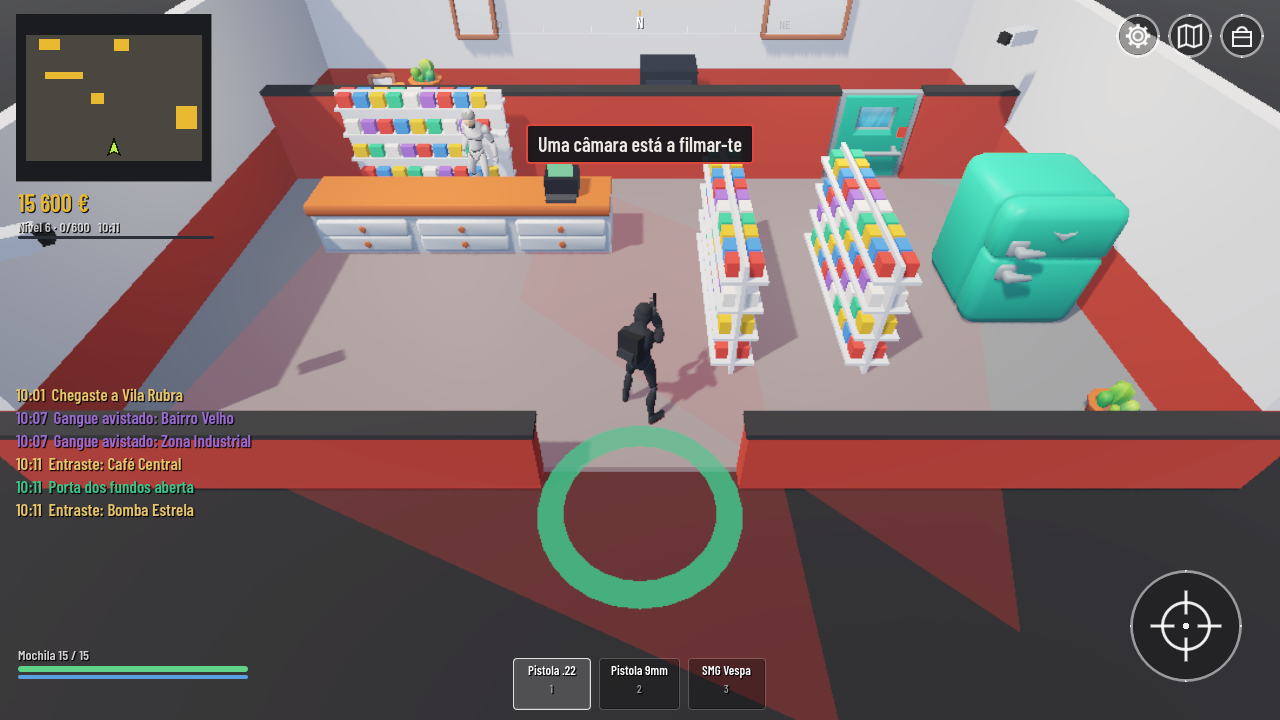 N
NE
Uma câmara está a filmar-te
15 600 €
Nível 6 · 0/600 10:11
10:01 Chegaste a Vila Rubra
10:07 Gangue avistado: Bairro Velho
10:07 Gangue avistado: Zona Industrial
10:11 Entraste: Café Central
10:11 Porta dos fundos aberta
10:11 Entraste: Bomba Estrela
Mochila 15 / 15
Pistola .22
1
Pistola 9mm
2
SMG Vespa
3